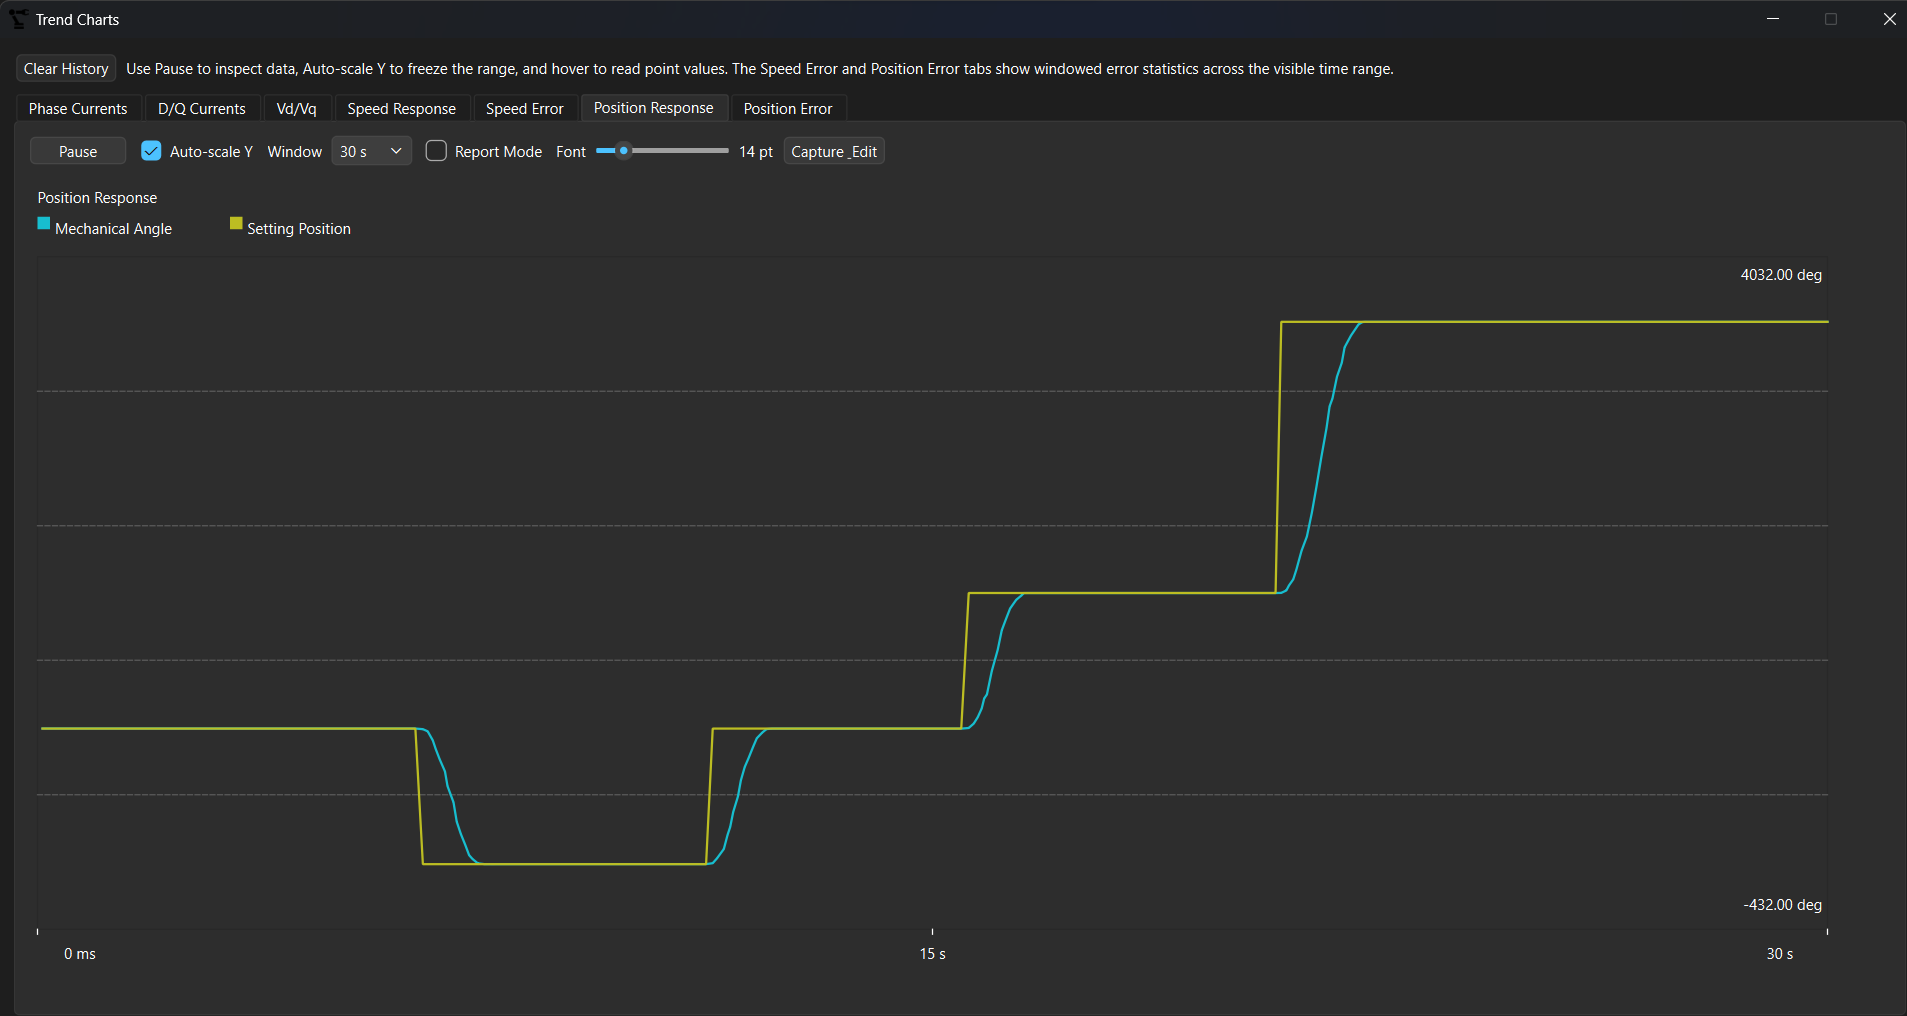 Trend Charts
Clear History Use Pause to inspect data, Auto-scale Y to freeze the range, and hover to read point values. The Speed Error and Position Error tabs show windowed error statistics across the visible time range.
Phase Currents D/Q Currents Vd/Vq Speed Response Speed Error Position Response Position Error
Pause Auto-scale Y Window 30 s Report Mode Font 14 pt Capture _Edit
Position Response
Mechanical Angle Setting Position
4032.00 deg
-432.00 deg
0 ms 15 s 30 s